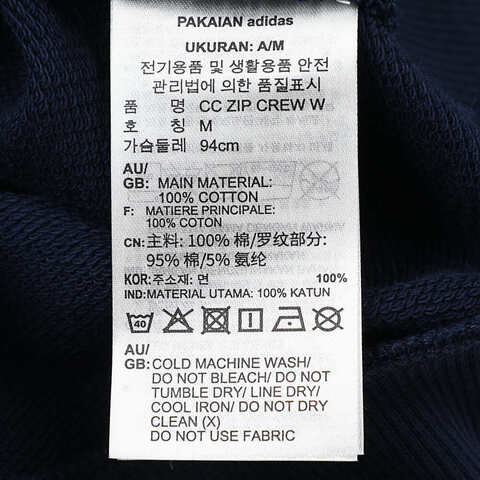 PAKAIAN adidas
UKURAN: A/M
전기용품 및 생활용품 안전
관리법에 의한 품질표시
품 명 CC ZIP CREW W
호 칭 M
가슴둘레 94cm
AU/
GB: MAIN MATERIAL:
100% COTTON
F: MATIERE PRINCIPALE:
100% COTON
CN: 主料: 100% 棉/罗纹部分:
95% 棉/5% 氨纶
KOR: 주소재: 면 100%
IND: MATERIAL UTAMA: 100% KATUN
40
AU/
GB: COLD MACHINE WASH/
DO NOT BLEACH/ DO NOT
TUMBLE DRY/ LINE DRY/
COOL IRON/ DO NOT DRY
CLEAN (X)
DO NOT USE FABRIC